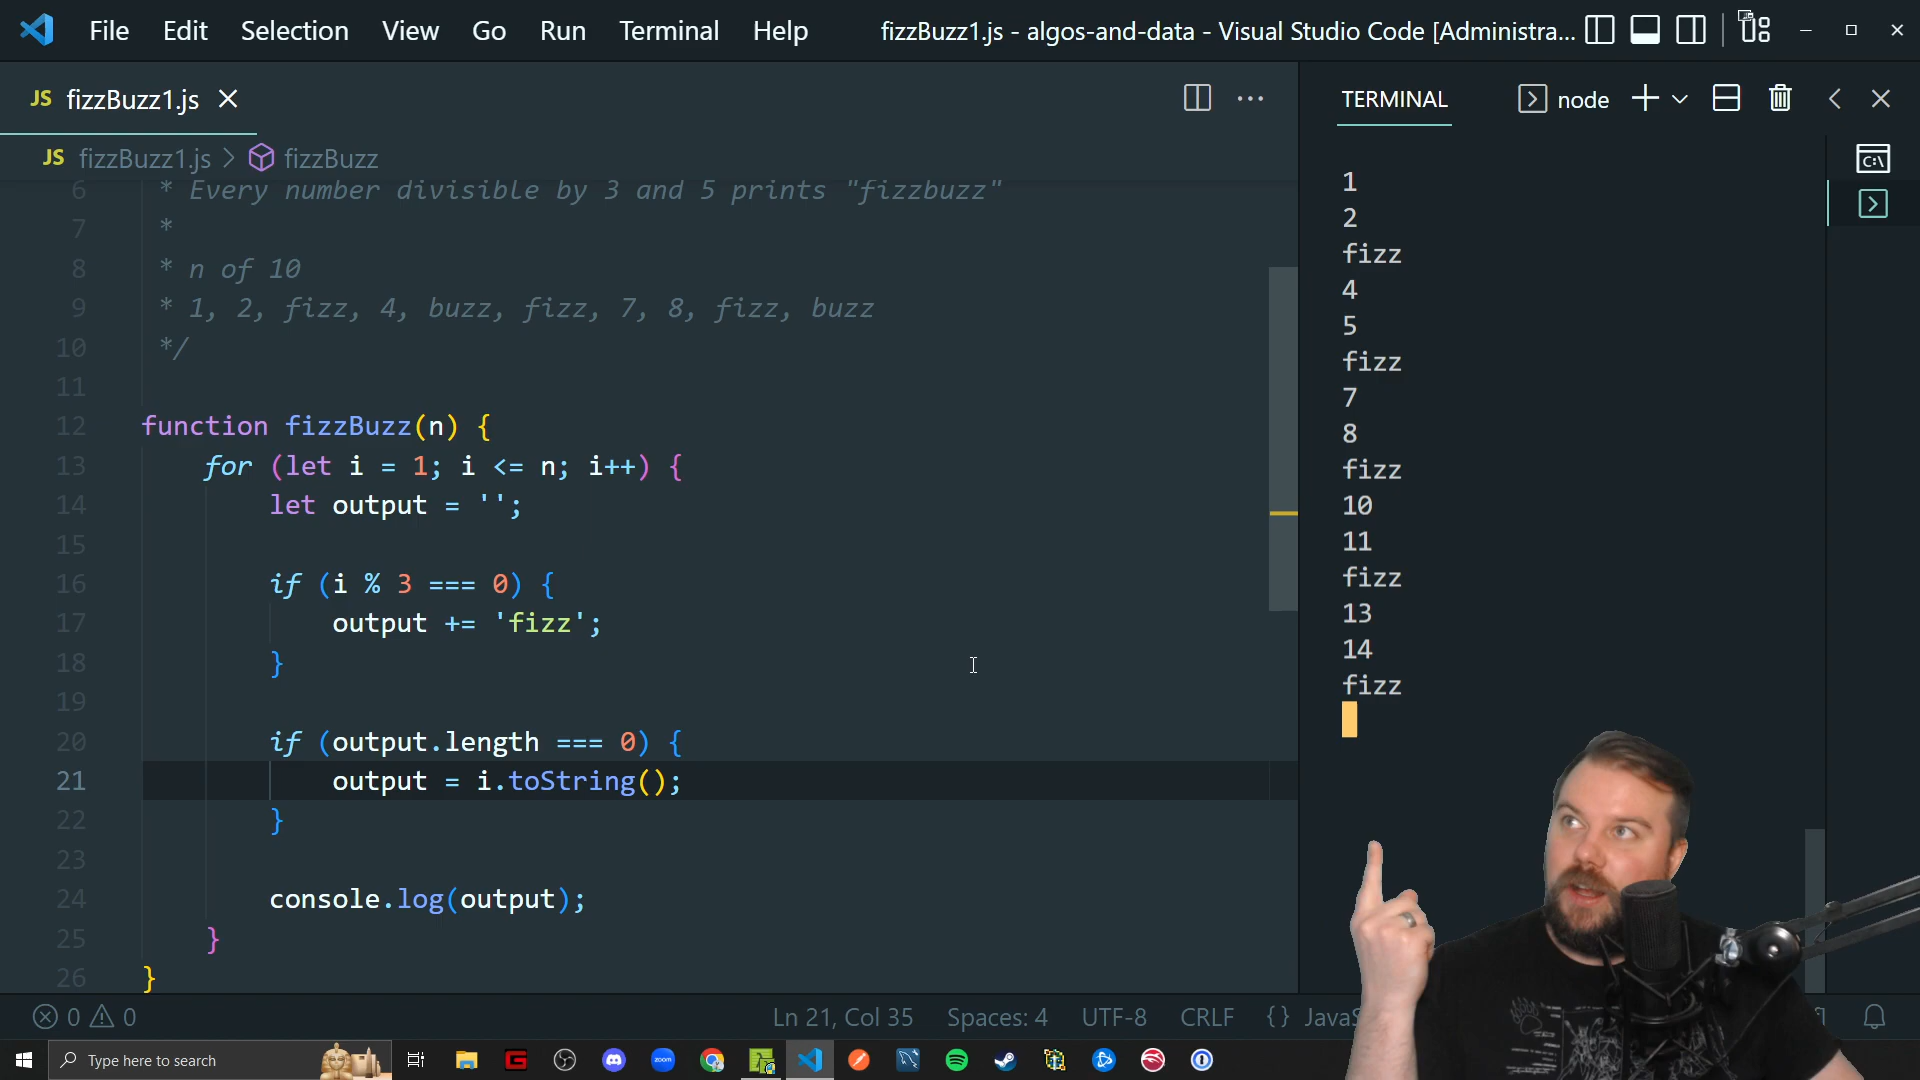 File Edit Selection View Go Run Terminal Help fizzBuzz1.js - algos-and-data - Visual Studio Code [Administra...
JS fizzBuzz1.js
JS fizzBuzz1.js > fizzBuzz
6 * Every number divisible by 3 and 5 prints "fizzbuzz"
7 *
8 * n of 10
9 * 1, 2, fizz, 4, buzz, fizz, 7, 8, fizz, buzz
10 */
11
12 function fizzBuzz(n) {
13 for (let i = 1; i <= n; i++) {
14 let output = '';
15
16 if (i % 3 === 0) {
17 output += 'fizz';
18 }
19
20 if (output.length === 0) {
21 output = i.toString();
22 }
23
24 console.log(output);
25 }
26 }
TERMINAL node
1
2
fizz
4
5
fizz
7
8
fizz
10
11
fizz
13
14
fizz
0 0 Ln 21, Col 35 Spaces: 4 UTF-8 CRLF {}
Type here to search zoom